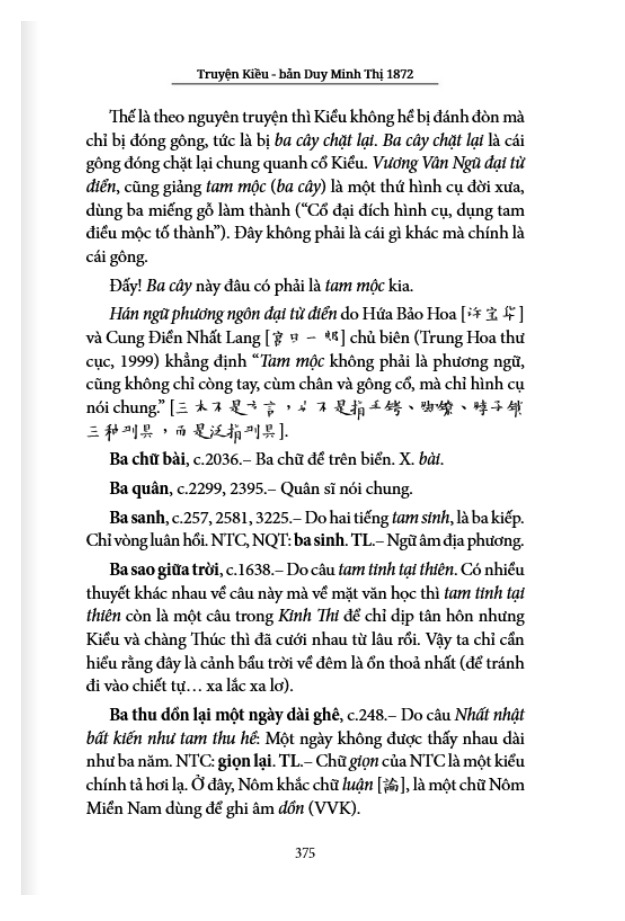 Truyện Kiều - bản Duy Minh Thị 1872
Thế là theo nguyên truyện thì Kiều không hề bị đánh đòn mà
chỉ bị đóng gông, tức là bị ba cây chặt lại. Ba cây chặt lại là cái
gông đóng chặt lại chung quanh cổ Kiều. Vương Vân Ngũ đại từ
điển, cũng giảng tam mộc (ba cây) là một thứ hình cụ đời xưa,
dùng ba miếng gỗ làm thành (“Cổ đại đích hình cụ, dụng tam
điều mộc tố thành”). Đây không phải là cái gì khác mà chính là
cái gông.
Đấy! Ba cây này đâu có phải là tam mộc kia.
Hán ngữ phương ngôn đại từ điển do Hứa Bảo Hoa [许宝华]
và Cung Điền Nhất Lang [宫田一郎] chủ biên (Trung Hoa thư
cục, 1999) khẳng định “Tam mộc không phải là phương ngữ,
cũng không chỉ còng tay, cùm chân và gông cổ, mà chỉ hình cụ
nói chung.” [三木不是方言，也不是指手铐、脚镣、脖子锁
三种刑具，而是泛指刑具].
Ba chữ bài, c.2036.– Ba chữ đề trên biển. X. bài.
Ba quân, c.2299, 2395.– Quân sĩ nói chung.
Ba sanh, c.257, 2581, 3225.– Do hai tiếng tam sinh, là ba kiếp.
Chỉ vòng luân hồi. NTC, NQT: ba sinh. TL.– Ngữ âm địa phương.
Ba sao giữa trời, c.1638.– Do câu tam tinh tại thiên. Có nhiều
thuyết khác nhau về câu này mà về mặt văn học thì tam tinh tại
thiên còn là một câu trong Kinh Thi để chỉ dịp tân hôn nhưng
Kiều và chàng Thúc thì đã cưới nhau từ lâu rồi. Vậy ta chỉ cần
hiểu rằng đây là cảnh bầu trời về đêm là ổn thoả nhất (để tránh
đi vào chiết tự… xa lắc xa lơ).
Ba thu dồn lại một ngày dài ghê, c.248.– Do câu Nhất nhật
bất kiến như tam thu hề: Một ngày không được thấy nhau dài
như ba năm. NTC: giọn lại. TL.– Chữ giọn của NTC là một kiểu
chính tả hơi lạ. Ở đây, Nôm khắc chữ luận [論], là một chữ Nôm
Miền Nam dùng để ghi âm dồn (VVK).
375